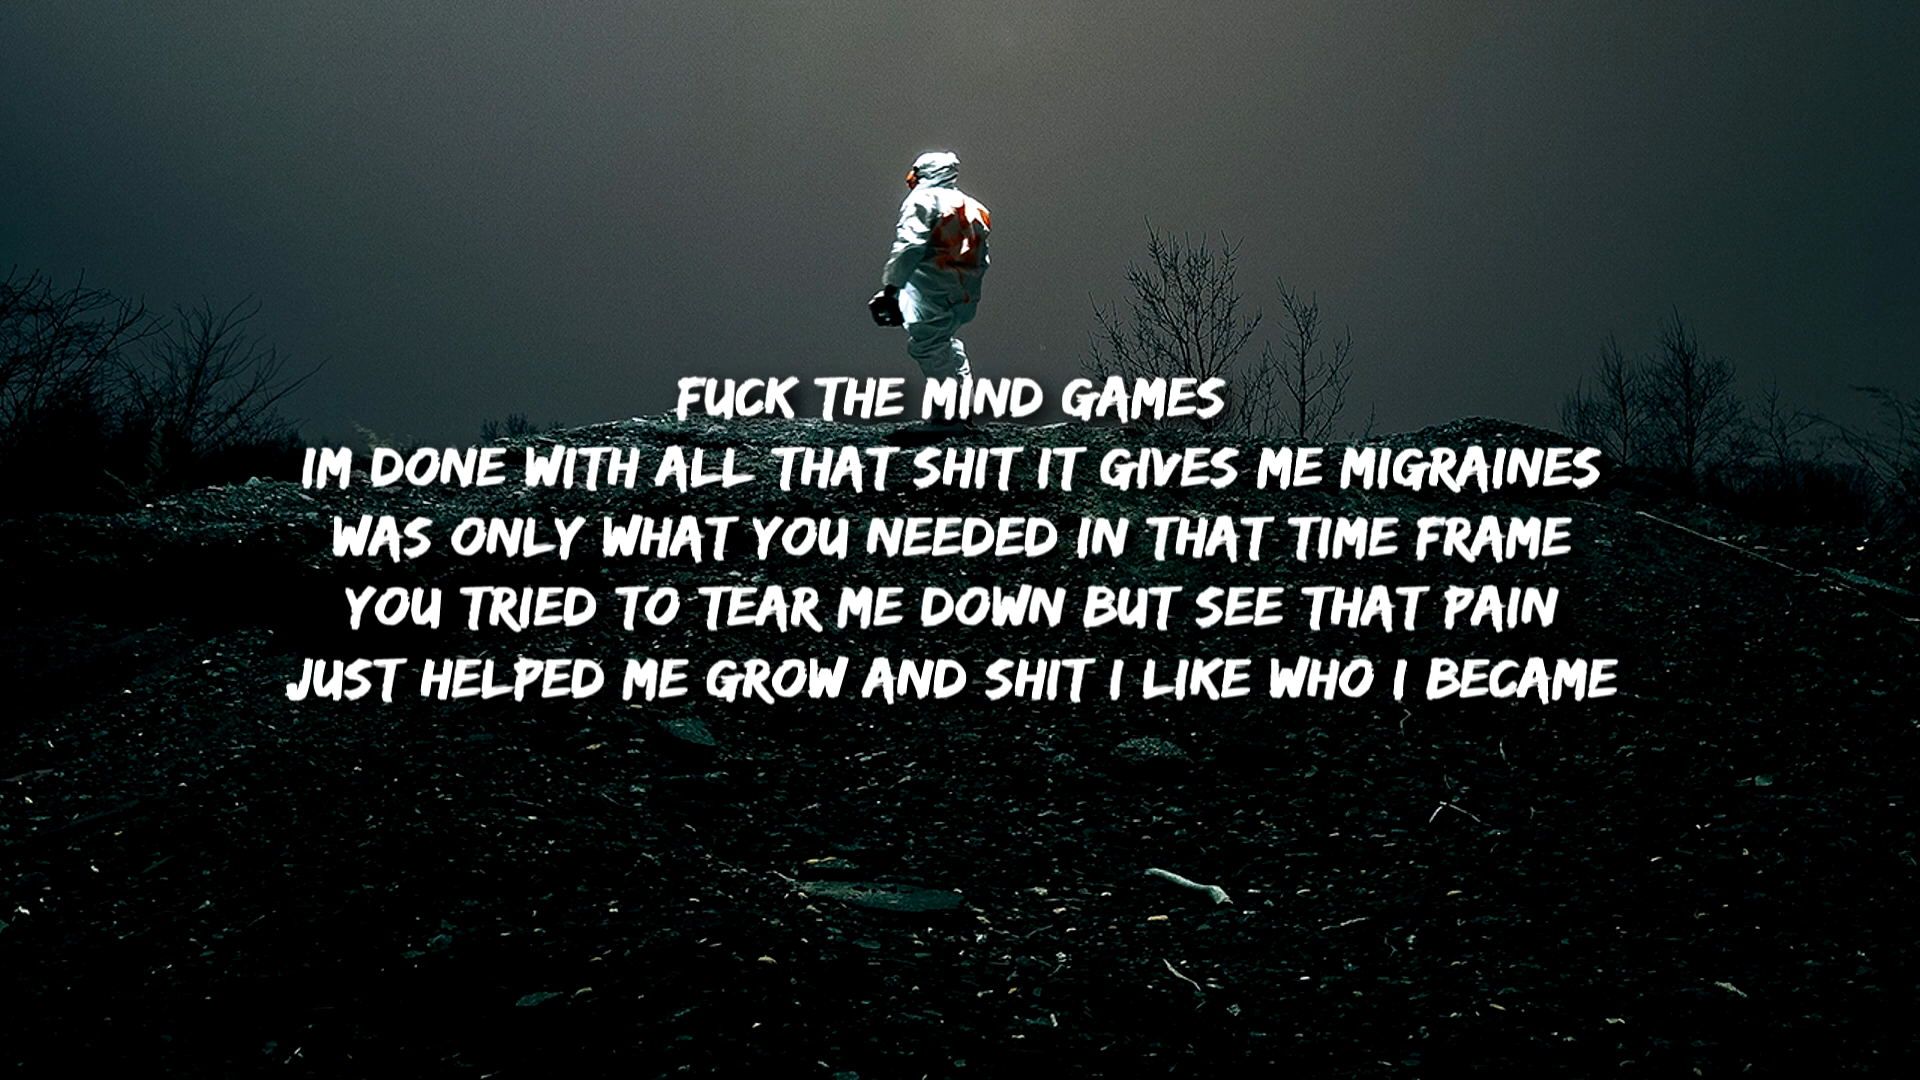 FUCK THE MIND GAMES
IM DONE WITH ALL THAT SHIT IT GIVES ME MIGRAINES
WAS ONLY WHAT YOU NEEDED IN THAT TIME FRAME
YOU TRIED TO TEAR ME DOWN BUT SEE THAT PAIN
JUST HELPED ME GROW AND SHIT I LIKE WHO I BECAME